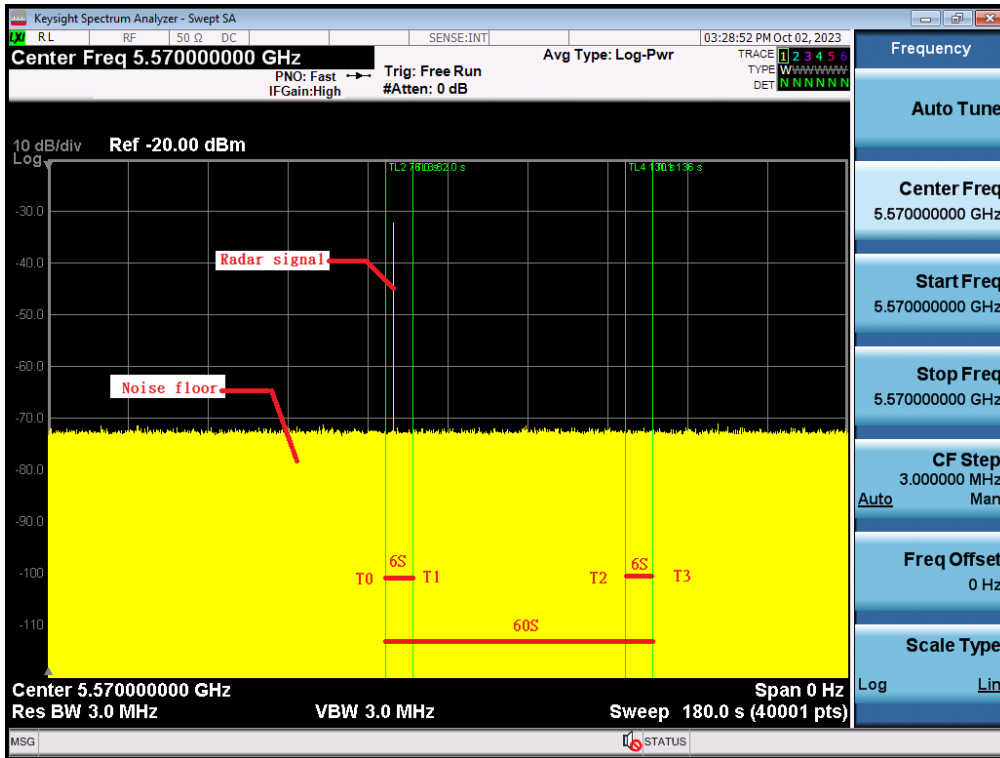 Keysight Spectrum Analyzer - Swept SA
LXI RL RF 50 Ω DC SENSE:INT 03:28:52 PM Oct 02, 2023
Center Freq 5.570000000 GHz
PNO: Fast
IFGain:High
Trig: Free Run
#Atten: 0 dB
Avg Type: Log-Pwr
TRACE 1 2 3 4 5 6
TYPE WWWWWW
DET N N N N N N
10 dB/div Ref -20.00 dBm
Log
-30.0
-40.0
-50.0
-60.0
-70.0
-80.0
-90.0
-100
-110
Radar signal
Noise floor
6S
T0 T1
6S
T2 T3
60S
Center 5.570000000 GHz Span 0 Hz
Res BW 3.0 MHz VBW 3.0 MHz Sweep 180.0 s (40001 pts)
MSG STATUS
Frequency
Auto Tune
Center Freq
5.570000000 GHz
Start Freq
5.570000000 GHz
Stop Freq
5.570000000 GHz
CF Step
3.000000 MHz
Auto Man
Freq Offset
0 Hz
Scale Type
Log Lin